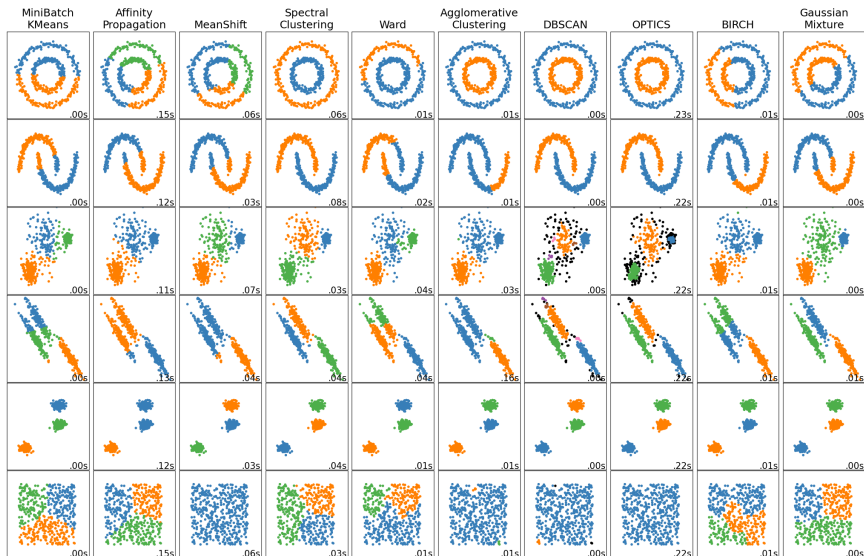 MiniBatch
KMeans
Affinity
Propagation
MeanShift
Spectral
Clustering
Ward
Agglomerative
Clustering
DBSCAN
OPTICS
BIRCH
Gaussian
Mixture
.00s .15s .06s .06s .01s .01s .00s .23s .01s .00s
.00s .12s .03s .08s .02s .01s .00s .22s .01s .00s
.00s .11s .07s .03s .04s .03s .00s .22s .01s .00s
.00s .13s .04s .04s .04s .16s .00s .22s .01s .01s
.00s .12s .03s .04s .01s .01s .00s .22s .01s .00s
.00s .15s .06s .03s .01s .01s .00s .22s .01s .00s